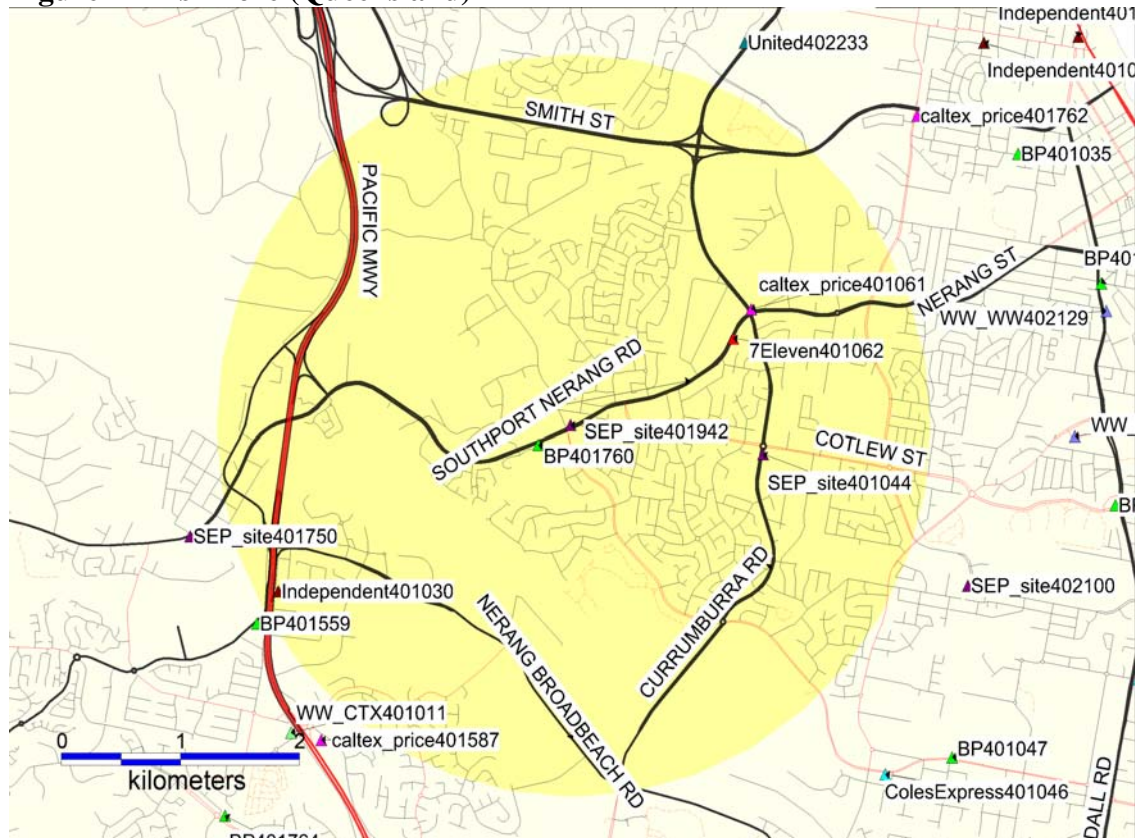 (Queensland)
Independent401
United402233
Independent4010
SMITH ST
caltex_price401762
BP401035
PACIFIC MWY
NERANG ST
BP401
caltex_price401061
WW_WW402129
7Eleven401062
SOUTHPORT NERANG RD
SEP_site401942
BP401760
COTLEW ST
WW_
SEP_site401044
SEP_site401750
CURRUMBURRA RD
SEP_site402100
Independent401030
BP401559
NERANG BROADBEACH RD
WW_CTX401011
caltex_price401587
0 1 2
kilometers
BP401047
ColesExpress401046
DALL RD